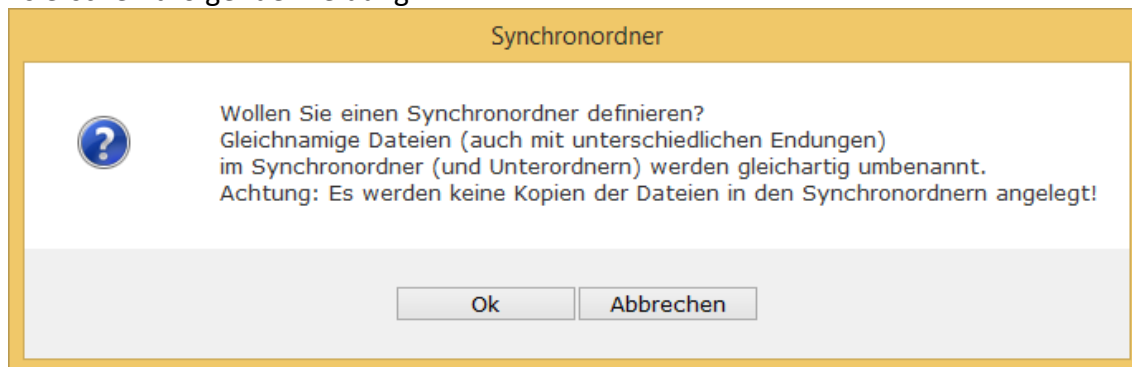 Synchronordner
Wollen Sie einen Synchronordner definieren?
Gleichnamige Dateien (auch mit unterschiedlichen Endungen)
im Synchronordner (und Unterordnern) werden gleichartig umbenannt.
Achtung: Es werden keine Kopien der Dateien in den Synchronordnern angelegt!
Ok Abbrechen